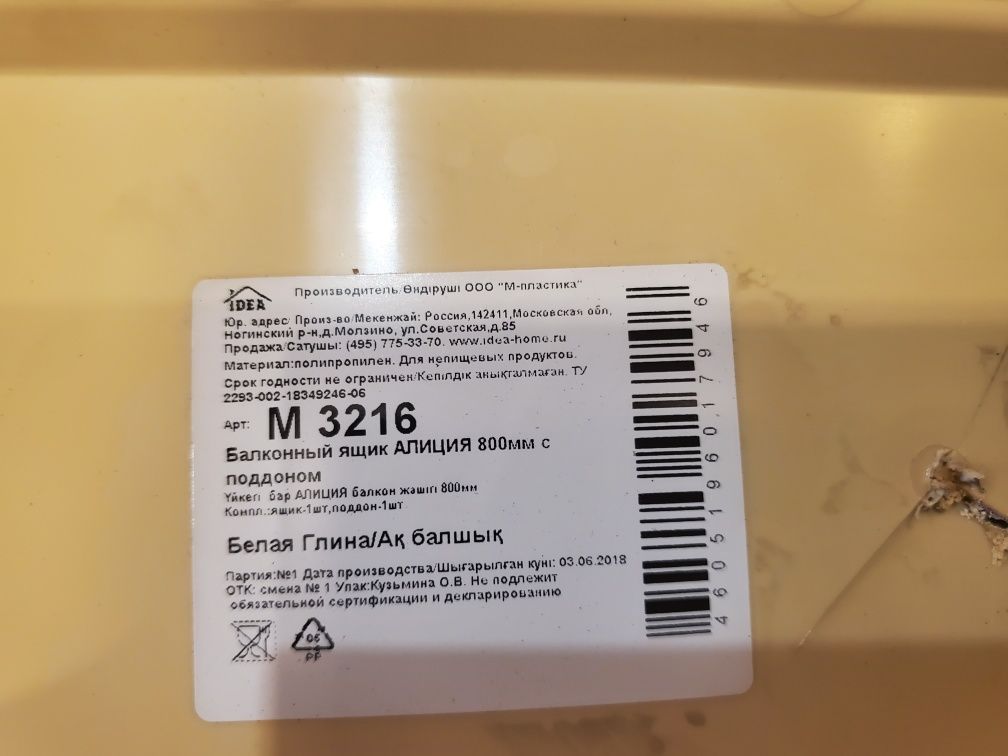 IDEA
Производитель/Өндіруші ООО "М-пластика"
Юр. адрес/ Произ-во/Мекенжай: Россия,142411,Московская обл,
Ногинский р-н,д.Молзино, ул.Советская,д.85
Продажа/Сатушы: (495) 775-33-70. www.idea-home.ru
Материал:полипропилен. Для непищевых продуктов.
Срок годности не ограничен/Кепілдік анықталмаған. ТУ
2293-002-18349246-06
Арт: М 3216
Балконный ящик АЛИЦИЯ 800мм с
поддоном
бар АЛИЦИЯ балкон жәшігі 800мм
Компл.:ящик-1шт,поддон-1шт
Белая Глина/Ақ балшық
Партия:№1 Дата производства/Шығарылған күні: 03.06.2018
ОТК: смена № 1 Упак:Кузьмина О.В. Не подлежит
обязательной сертификации и декларированию
05
PP
4605196017946